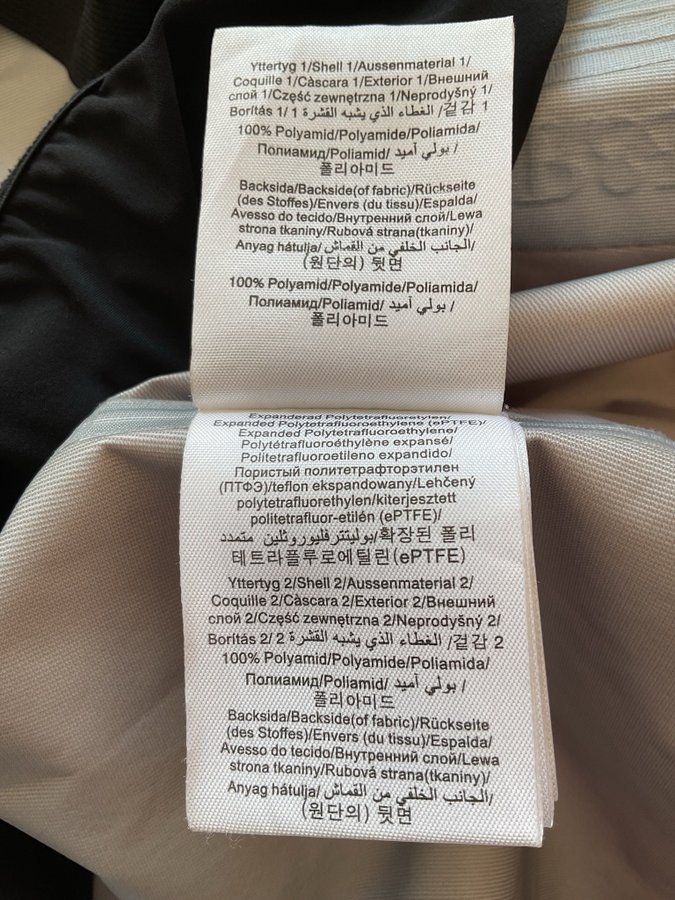 Yttertyg 1/Shell 1/Aussenmaterial 1/
Coquille 1/Càscara 1/Exterior 1/Внешний
слой 1/Część zewnętrzna 1/Neprodyšný 1/
Borítás 1/ الغطاء الذي يشبه القشرة 1 /겉감 1
100% Polyamid/Polyamide/Poliamida/
Полиамид/Poliamid/ بولي أميد /
폴리아미드
Backsida/Backside(of fabric)/Rückseite
(des Stoffes)/Envers (du tissu)/Espalda/
Avesso do tecido/Внутренний слой/Lewa
strona tkaniny/Rubová strana(tkaniny)/
Anyag hátulja/ الجانب الخلفي من القماش/
(원단의) 뒷면
100% Polyamid/Polyamide/Poliamida/
Полиамид/Poliamid/ بولي أميد /
폴리아미드
Expanderad Polytetrafluoretylen/
Expanded Polytetrafluoroethylene (ePTFE)/
Expanded Polytetrafluoroethylene/
Polytétrafluoroéthylène expansé/
Politetrafluoroetileno expandido/
Пористый политетрафторэтилен
(ПТФЭ)/teflon ekspandowany/Lehčený
polytetrafluorethylen/kiterjesztett
politetrafluor-etilén (ePTFE)/
بوليتترفليوروثلين متمدد/확장된 폴리
테트라플루로에틸린(ePTFE)
Yttertyg 2/Shell 2/Aussenmaterial 2/
Coquille 2/Càscara 2/Exterior 2/Внешний
слой 2/Część zewnętrzna 2/Neprodyšný 2/
Borítás 2/ الغطاء الذي يشبه القشرة 2 /겉감 2
100% Polyamid/Polyamide/Poliamida/
Полиамид/Poliamid/ بولي أميد /
폴리아미드
Backsida/Backside(of fabric)/Rückseite
(des Stoffes)/Envers (du tissu)/Espalda/
Avesso do tecido/Внутренний слой/Lewa
strona tkaniny/Rubová strana(tkaniny)/
Anyag hátulja/ الجانب الخلفي من القماش/
(원단의) 뒷면